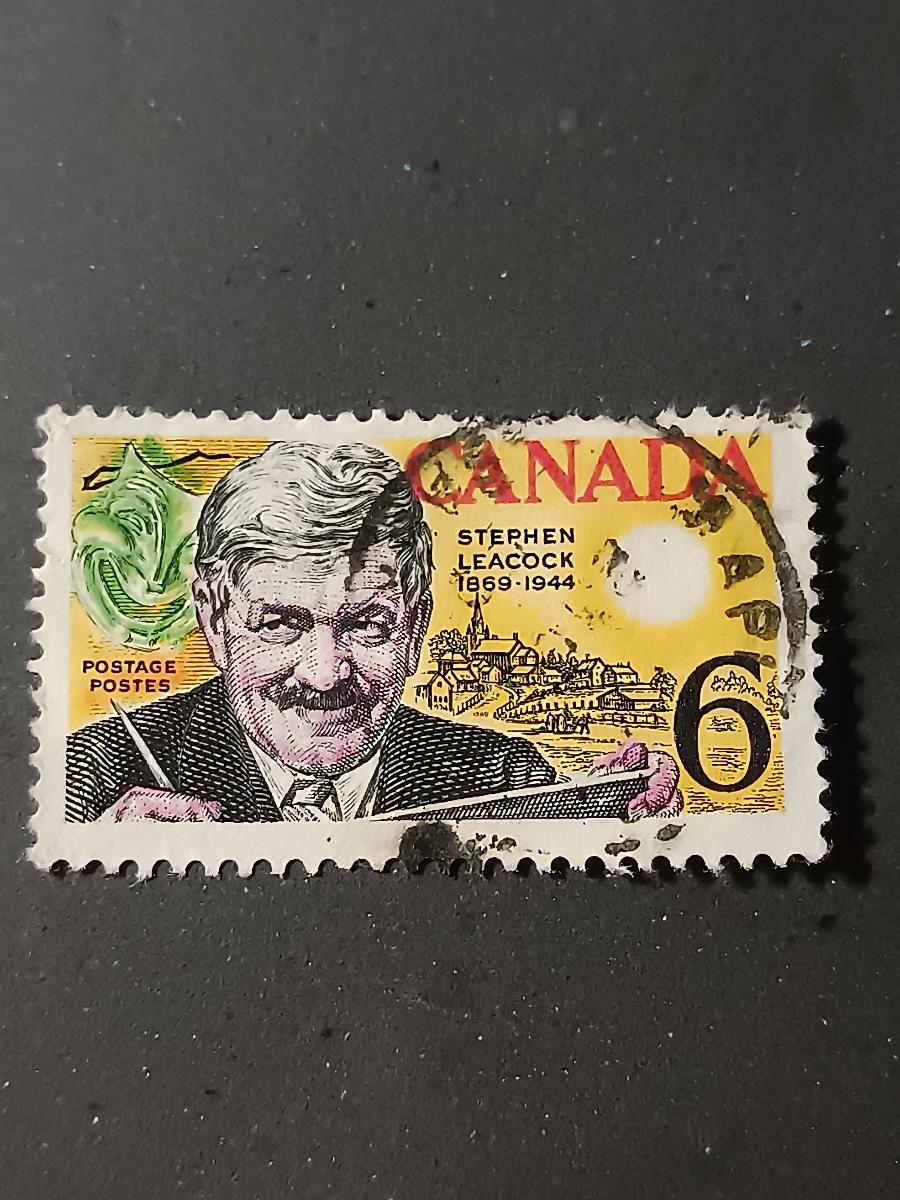 CANADA
STEPHEN
LEACOCK
1869-1944
POSTAGE
POSTES
6